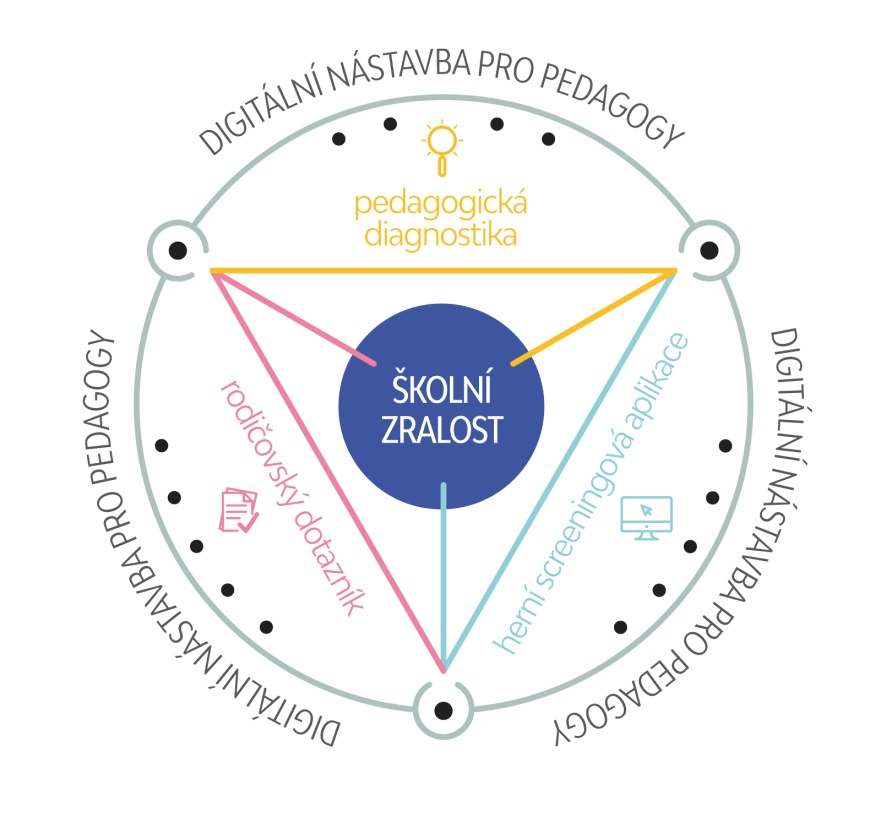 DIGITÁLNÍ NÁSTAVBA PRO PEDAGOGY
pedagogická
diagnostika
ŠKOLNÍ
ZRALOST
rodičovský dotazník
herní screeningová aplikace
DIGITÁLNÍ NÁSTAVBA PRO PEDAGOGY
DIGITÁLNÍ NÁSTAVBA PRO PEDAGOGY